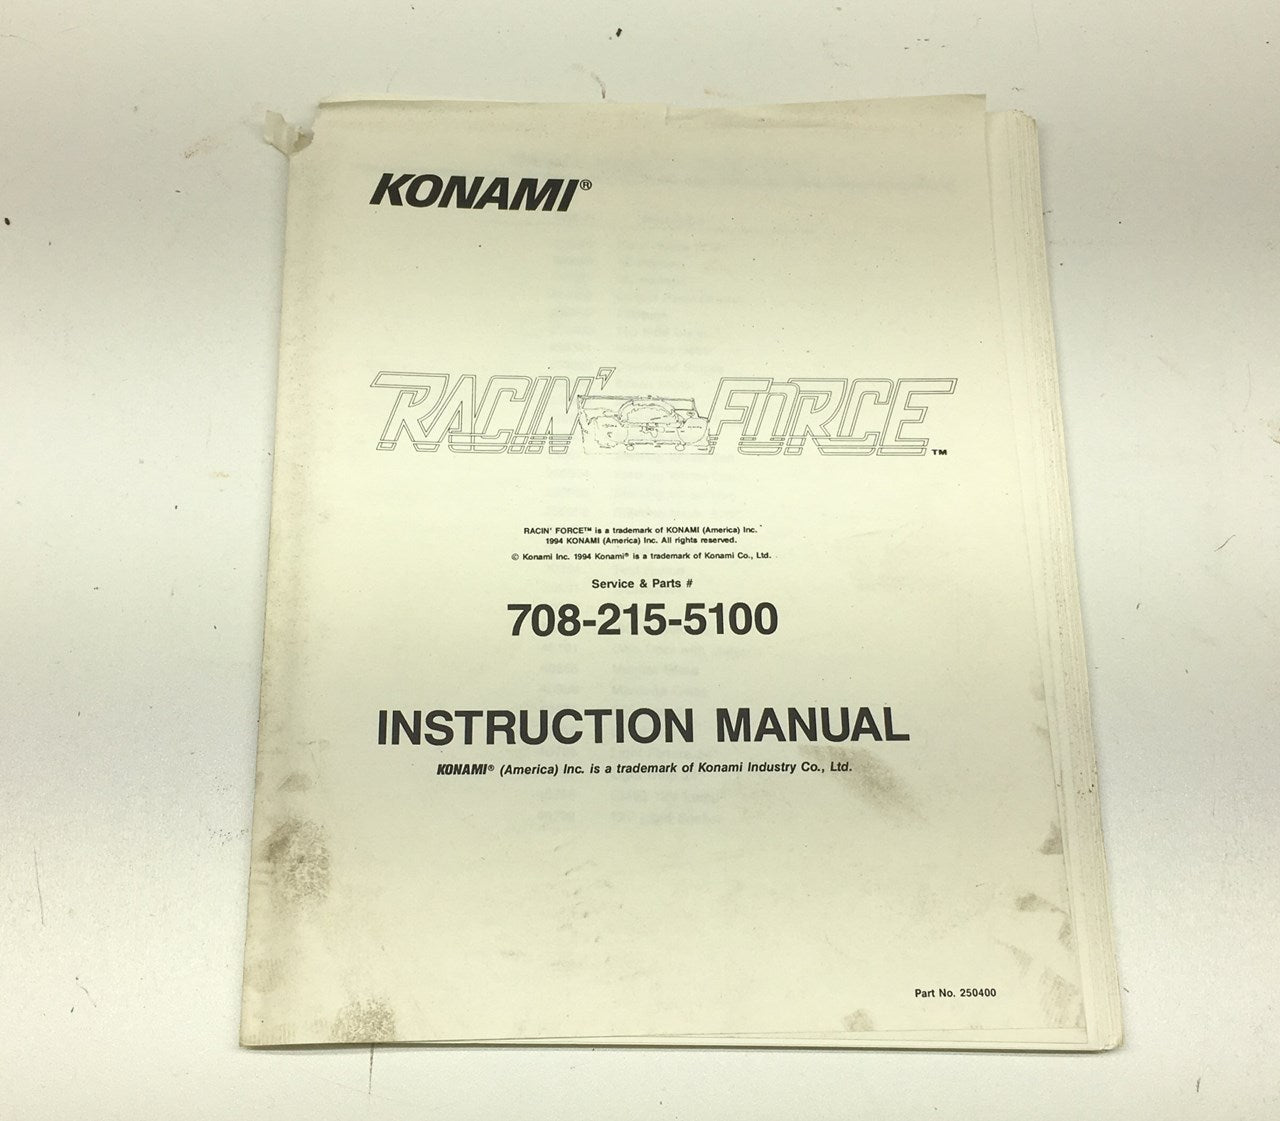 KONAMI®
RACIN' FORCE™
RACIN' FORCE™ is a trademark of KONAMI (America) Inc.
1994 KONAMI (America) Inc. All rights reserved.
© Konami Inc. 1994 Konami® is a trademark of Konami Co., Ltd.
Service & Parts #
708-215-5100
INSTRUCTION MANUAL
KONAMI® (America) Inc. is a trademark of Konami Industry Co., Ltd.
Part No. 250400